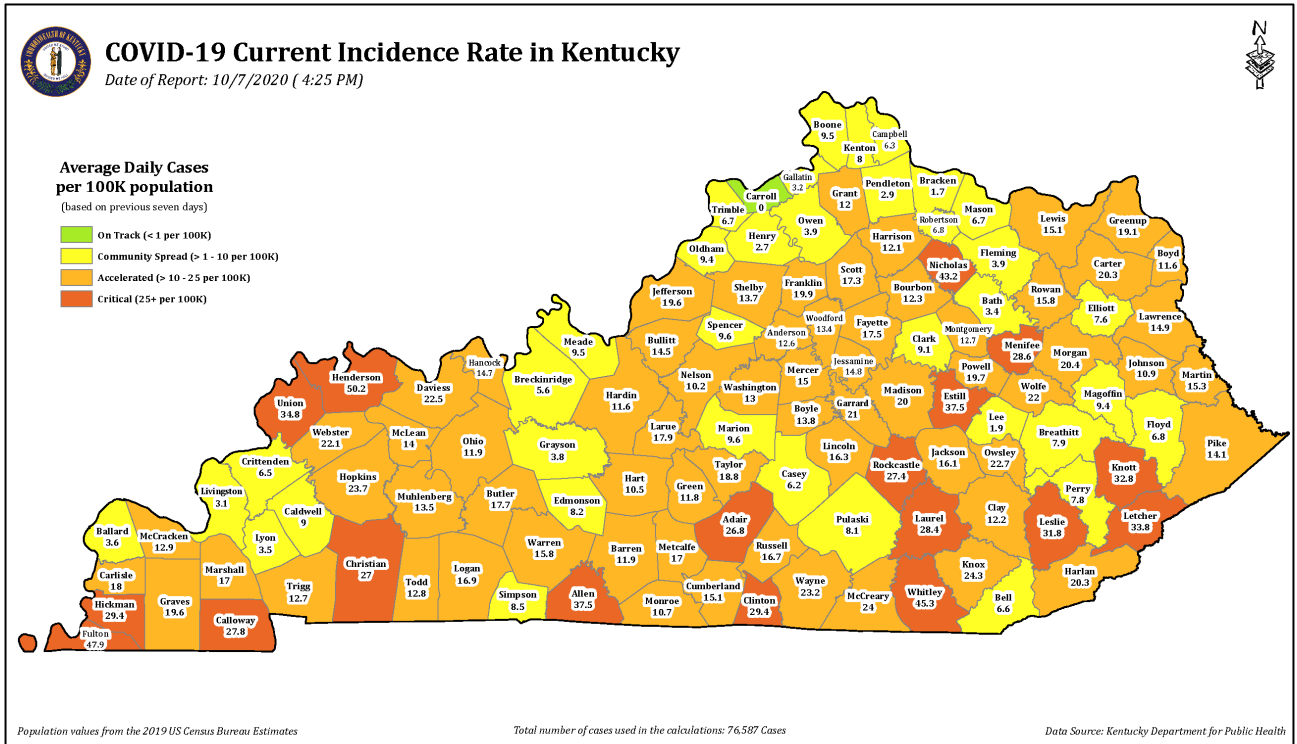 COVID-19 Current Incidence Rate in Kentucky
Date of Report: 10/7/2020 ( 4:25 PM)
N
Average Daily Cases
per 100K population
(based on previous seven days)
On Track (< 1 per 100K)
Community Spread (> 1 - 10 per 100K)
Accelerated (> 10 - 25 per 100K)
Critical (25+ per 100K)
Boone
9.5
Kenton
8
Campbell
6.3
Gallatin
3.2
Carroll
0
Trimble
6.7
Grant
12
Pendleton
2.9
Bracken
1.7
Mason
6.7
Robertson
6.8
Owen
3.9
Henry
2.7
Oldham
9.4
Harrison
12.1
Lewis
15.1
Greenup
19.1
Boyd
11.6
Fleming
3.9
Nicholas
43.2
Carter
20.3
Scott
17.3
Franklin
19.9
Shelby
13.7
Jefferson
19.6
Bourbon
12.3
Bath
3.4
Rowan
15.8
Elliott
7.6
Lawrence
14.9
Spencer
9.6
Anderson
12.6
Woodford
13.4
Fayette
17.5
Clark
9.1
Montgomery
12.7
Menifee
28.6
Morgan
20.4
Johnson
10.9
Martin
15.3
Meade
9.5
Bullitt
14.5
Nelson
10.2
Washington
13
Mercer
15
Jessamine
14.8
Madison
20
Powell
19.7
Estill
37.5
Wolfe
22
Magoffin
9.4
Hancock
14.7
Breckinridge
5.6
Henderson
50.2
Daviess
22.5
Union
34.8
Hardin
11.6
Boyle
13.8
Garrard
21
Lee
1.9
Breathitt
7.9
Floyd
6.8
Pike
14.1
Webster
22.1
McLean
14
Ohio
11.9
Grayson
3.8
Larue
17.9
Marion
9.6
Lincoln
16.3
Rockcastle
27.4
Jackson
16.1
Owsley
22.7
Knott
32.8
Crittenden
6.5
Hopkins
23.7
Muhlenberg
13.5
Butler
17.7
Edmonson
8.2
Hart
10.5
Green
11.8
Taylor
18.8
Casey
6.2
Perry
7.8
Livingston
3.1
Caldwell
9
Lyon
3.5
Adair
26.8
Pulaski
8.1
Laurel
28.4
Clay
12.2
Leslie
31.8
Letcher
33.8
Ballard
3.6
McCracken
12.9
Warren
15.8
Barren
11.9
Metcalfe
17
Russell
16.7
Carlisle
18
Marshall
17
Christian
27
Trigg
12.7
Todd
12.8
Logan
16.9
Simpson
8.5
Allen
37.5
Monroe
10.7
Cumberland
15.1
Clinton
29.4
Wayne
23.2
McCreary
24
Whitley
45.3
Knox
24.3
Bell
6.6
Harlan
20.3
Hickman
29.4
Graves
19.6
Calloway
27.8
Fulton
47.9
Population values from the 2019 US Census Bureau Estimates
Total number of cases used in the calculations: 76,587 Cases
Data Source: Kentucky Department for Public Health